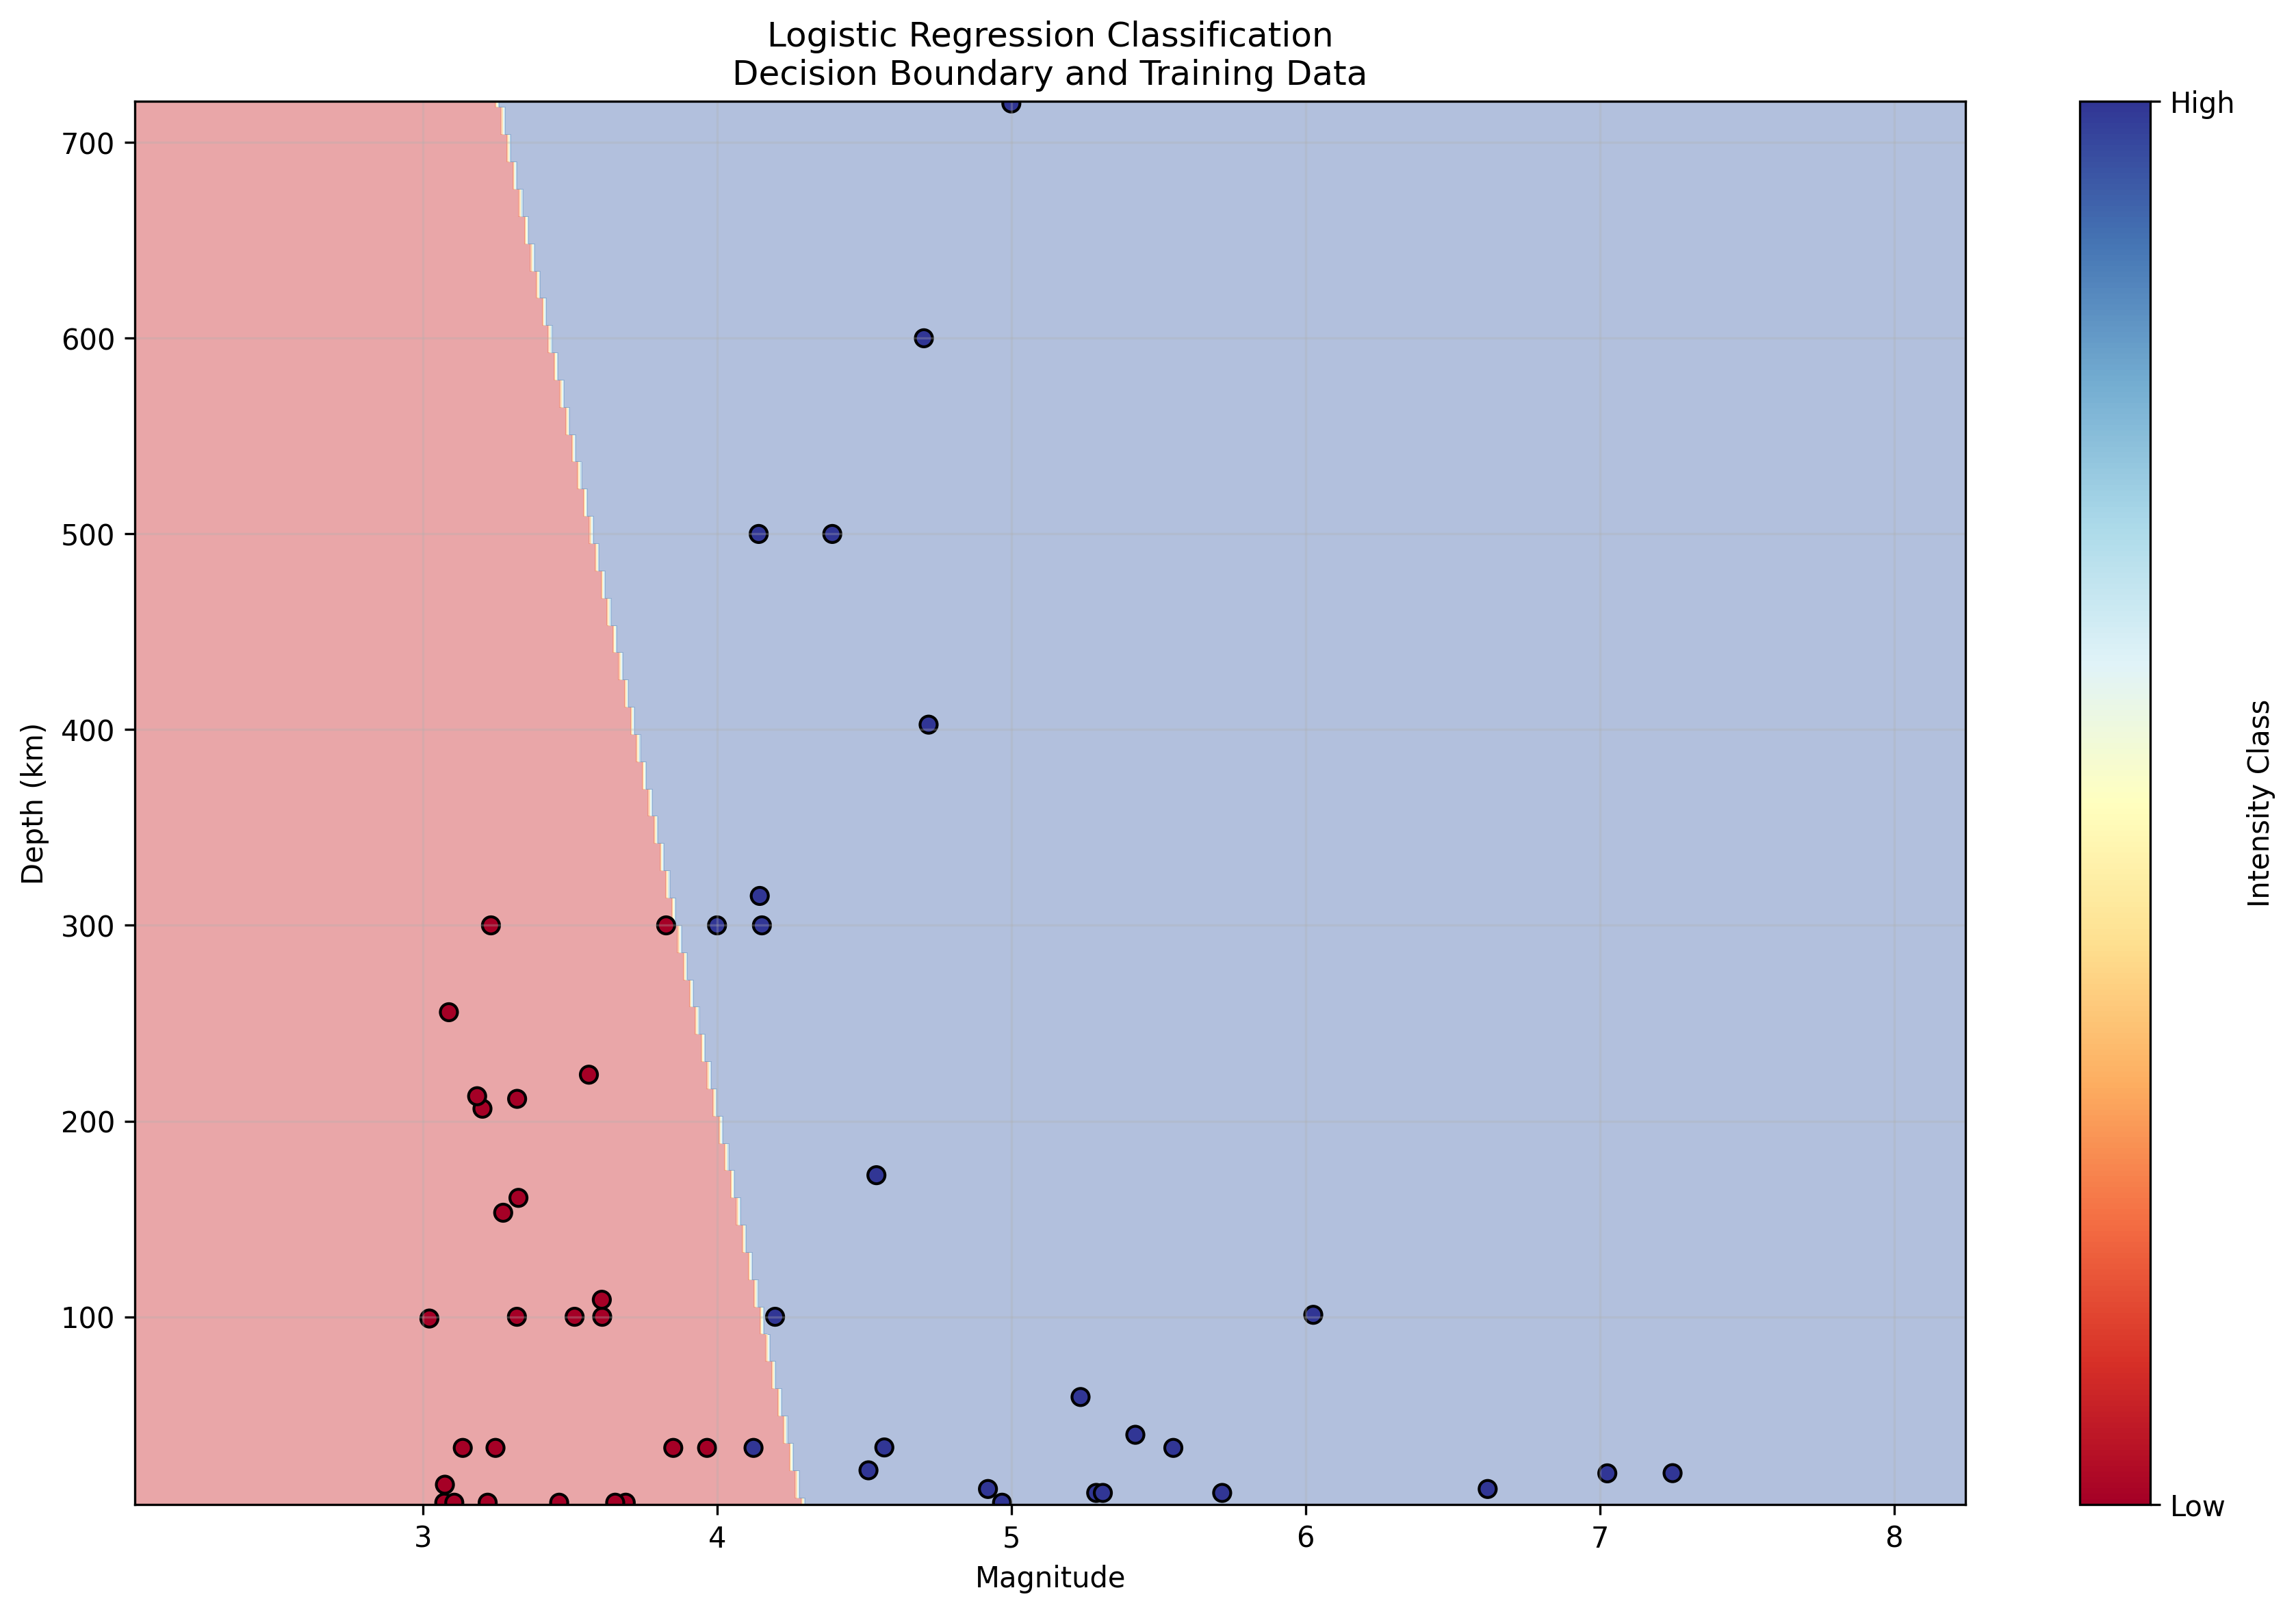 Logistic Regression Classification
Decision Boundary and Training Data
High
700
600
500
400
300
200
100
Depth (km)
Intensity Class
Low
3
4
5
6
7
8
Magnitude